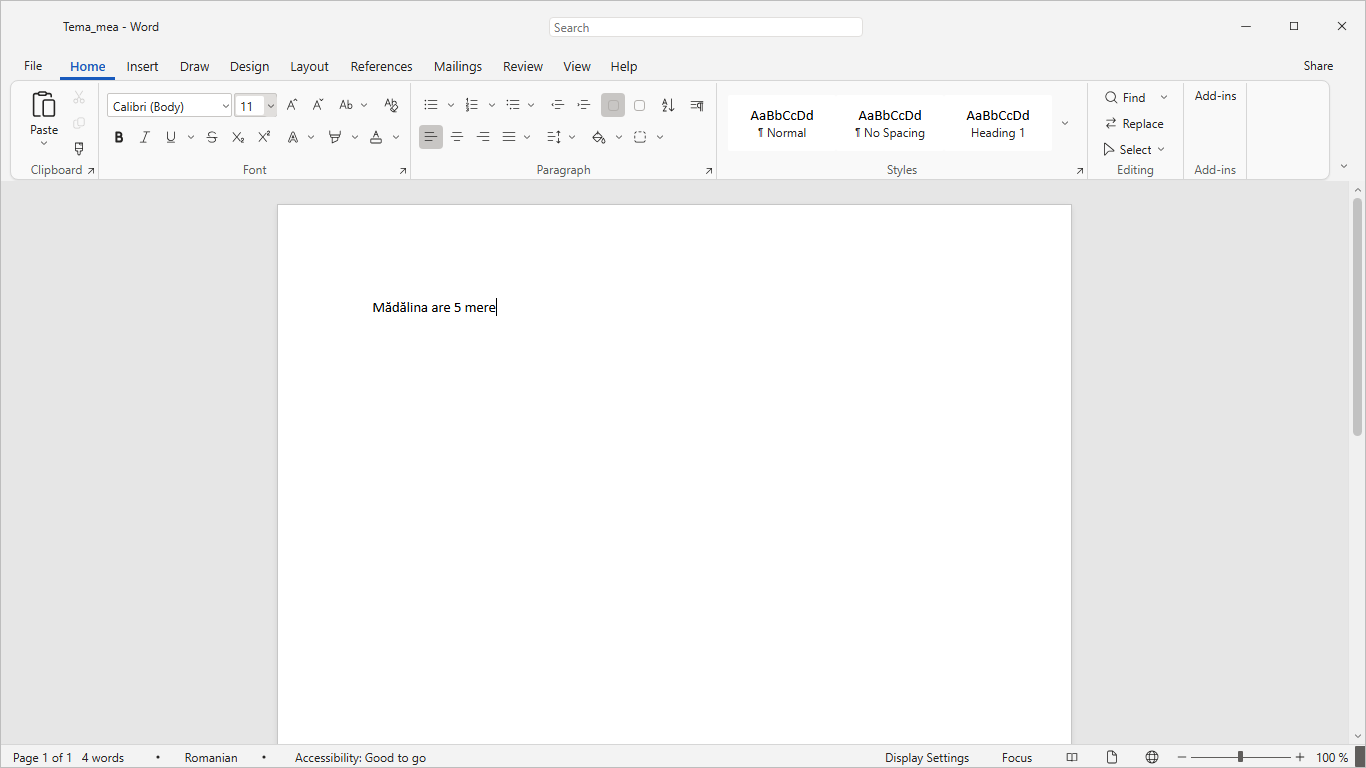 Tema_mea - Word
Search
File Home Insert Draw Design Layout References Mailings Review View Help Share
Paste
Clipboard
Calibri (Body) 11
Font
Paragraph
AaBbCcDd AaBbCcDd AaBbCcDd
¶ Normal ¶ No Spacing Heading 1
Styles
Find
Replace
Select
Editing
Add-ins
Add-ins
Mădălina are 5 mere
Page 1 of 1 4 words • Romanian • Accessibility: Good to go Display Settings Focus 100 %